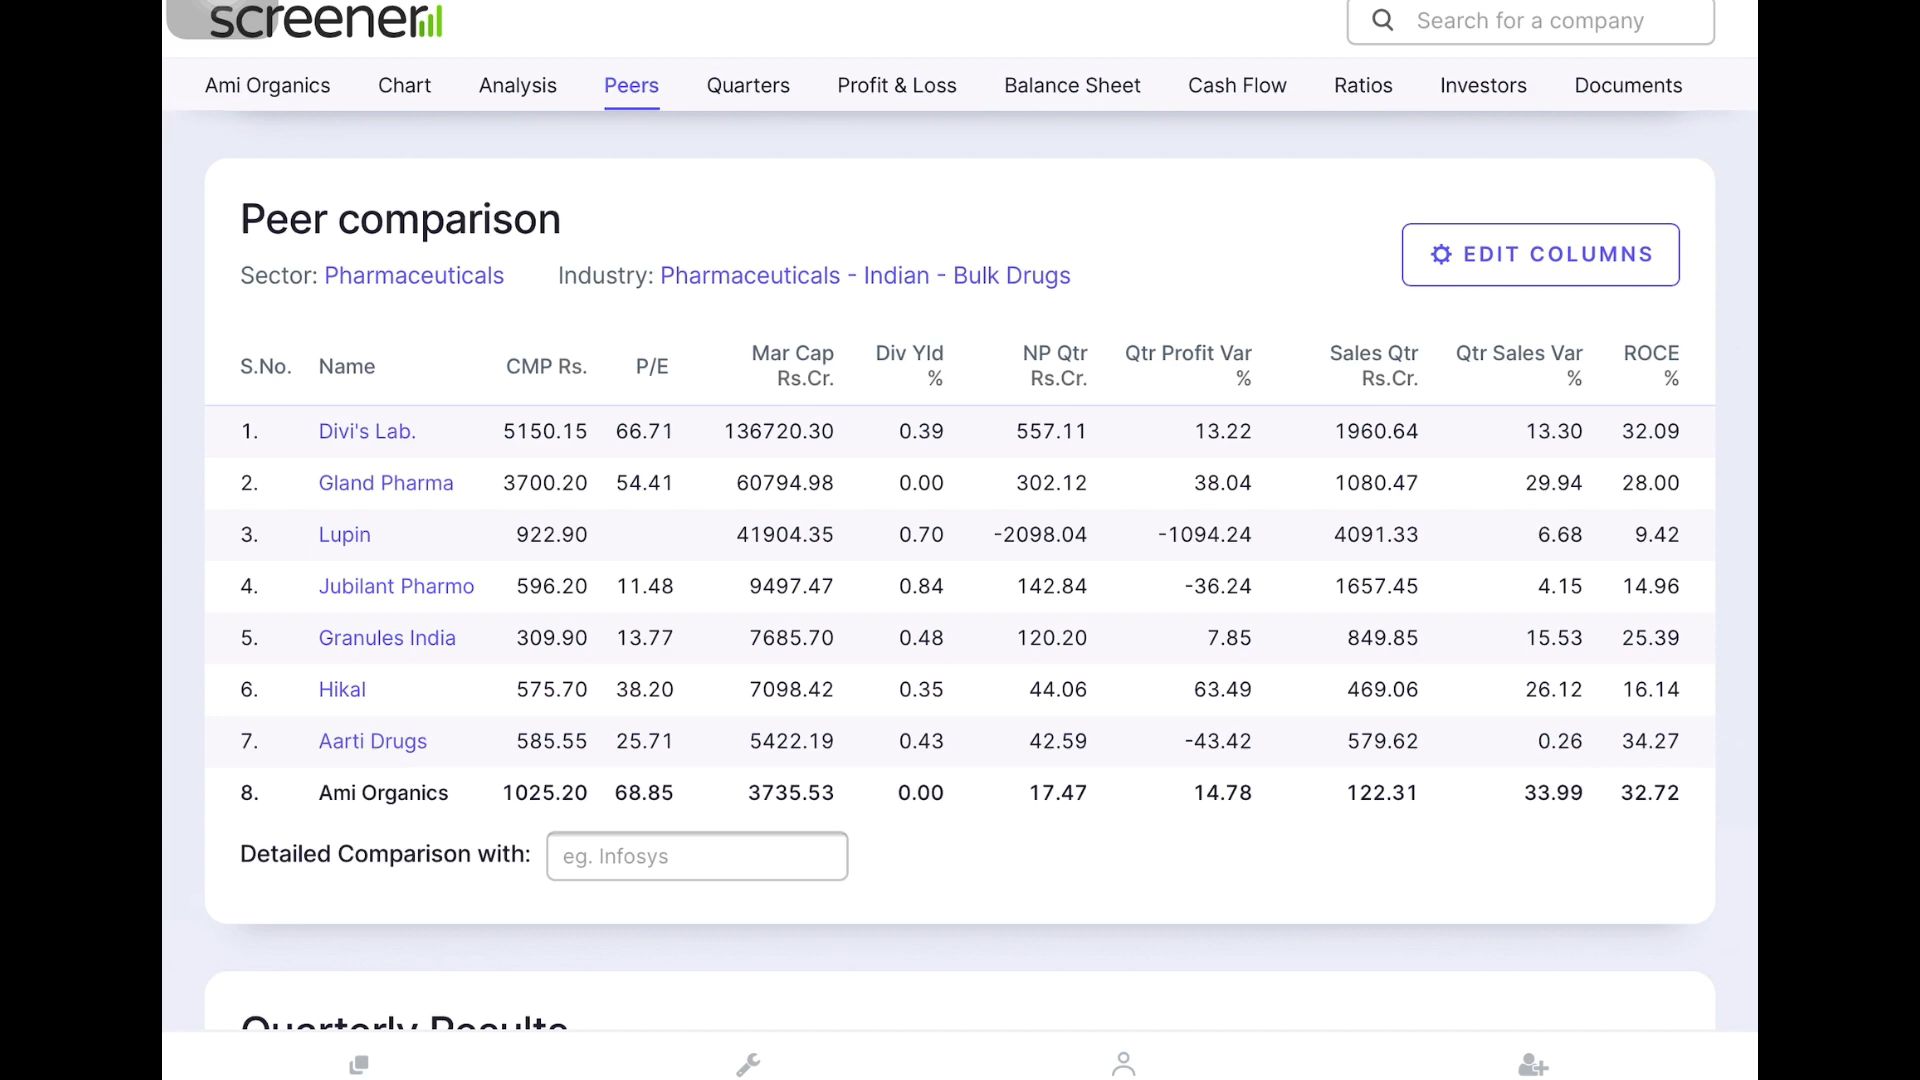 screener
Search for a company
Ami Organics Chart Analysis Peers Quarters Profit & Loss Balance Sheet Cash Flow Ratios Investors Documents
Peer comparison
EDIT COLUMNS
Sector: Pharmaceuticals Industry: Pharmaceuticals - Indian - Bulk Drugs
S.No. Name CMP Rs. P/E Mar Cap Rs.Cr. Div Yld % NP Qtr Rs.Cr. Qtr Profit Var % Sales Qtr Rs.Cr. Qtr Sales Var % ROCE %
1. Divi's Lab. 5150.15 66.71 136720.30 0.39 557.11 13.22 1960.64 13.30 32.09
2. Gland Pharma 3700.20 54.41 60794.98 0.00 302.12 38.04 1080.47 29.94 28.00
3. Lupin 922.90 41904.35 0.70 -2098.04 -1094.24 4091.33 6.68 9.42
4. Jubilant Pharmo 596.20 11.48 9497.47 0.84 142.84 -36.24 1657.45 4.15 14.96
5. Granules India 309.90 13.77 7685.70 0.48 120.20 7.85 849.85 15.53 25.39
6. Hikal 575.70 38.20 7098.42 0.35 44.06 63.49 469.06 26.12 16.14
7. Aarti Drugs 585.55 25.71 5422.19 0.43 42.59 -43.42 579.62 0.26 34.27
8. Ami Organics 1025.20 68.85 3735.53 0.00 17.47 14.78 122.31 33.99 32.72
Detailed Comparison with: eg. Infosys
Quarterly Results